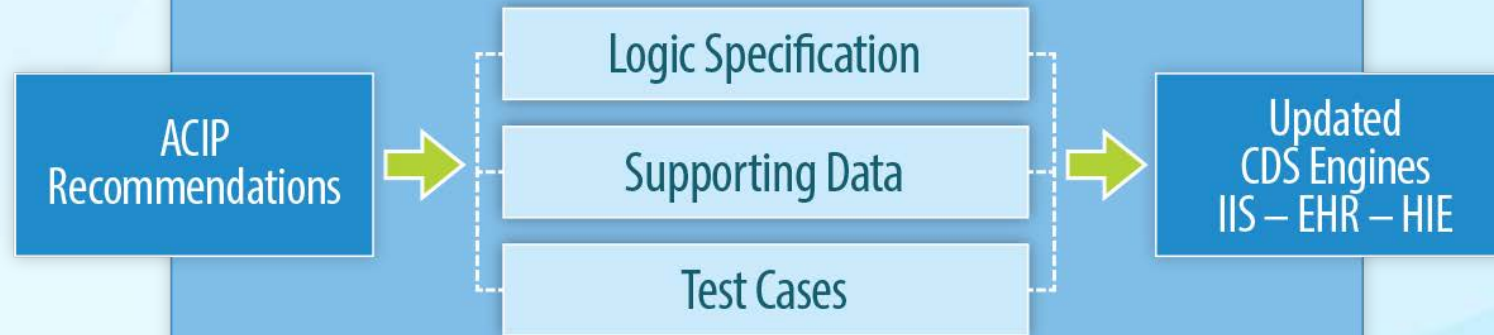 ACIP
Recommendations
Logic Specification
Supporting Data
Test Cases
Updated
CDS Engines
IIS – EHR – HIE